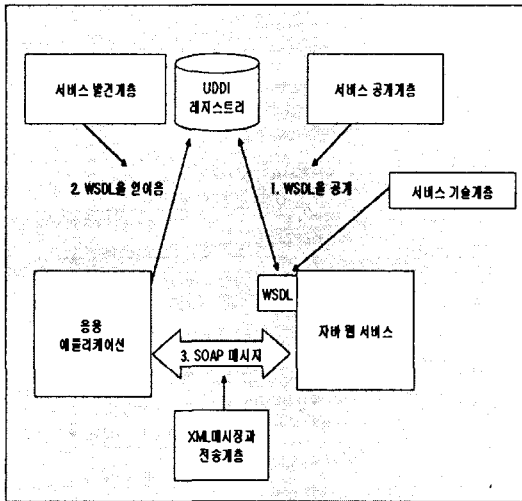 서비스 발견계층
UDDI
레지스트리
서비스 공개계층
2. WSDL을 얻어옴
1. WSDL을 공개
서비스 기술계층
WSDL
응용
애플리케이션
3. SOAP 메시지
자바 웹 서비스
XML메시징과
전송계층